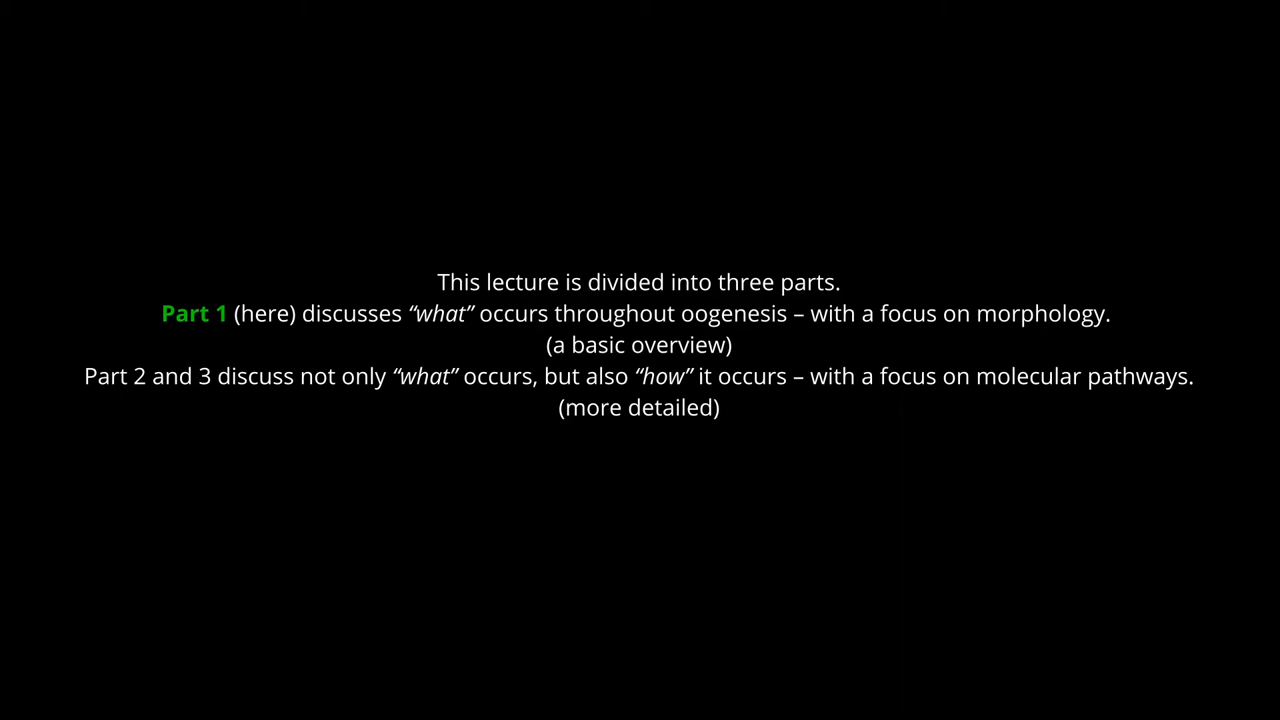 This lecture is divided into three parts.
Part 1 (here) discusses “what” occurs throughout oogenesis – with a focus on morphology.
(a basic overview)
Part 2 and 3 discuss not only “what” occurs, but also “how” it occurs – with a focus on molecular pathways.
(more detailed)